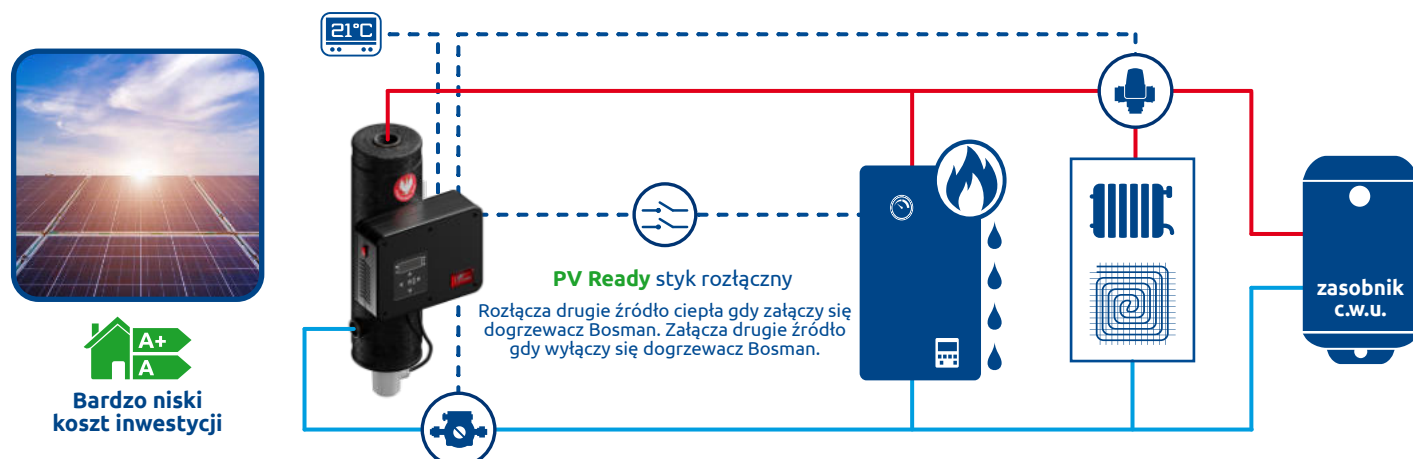 21°C
PV Ready styk rozłączny
Rozłącza drugie źródło ciepła gdy załączy się
dogrzewacz Bosman. Załącza drugie źródło
gdy wyłączy się dogrzewacz Bosman.
zasobnik
c.w.u.
A+
A
Bardzo niski
koszt inwestycji